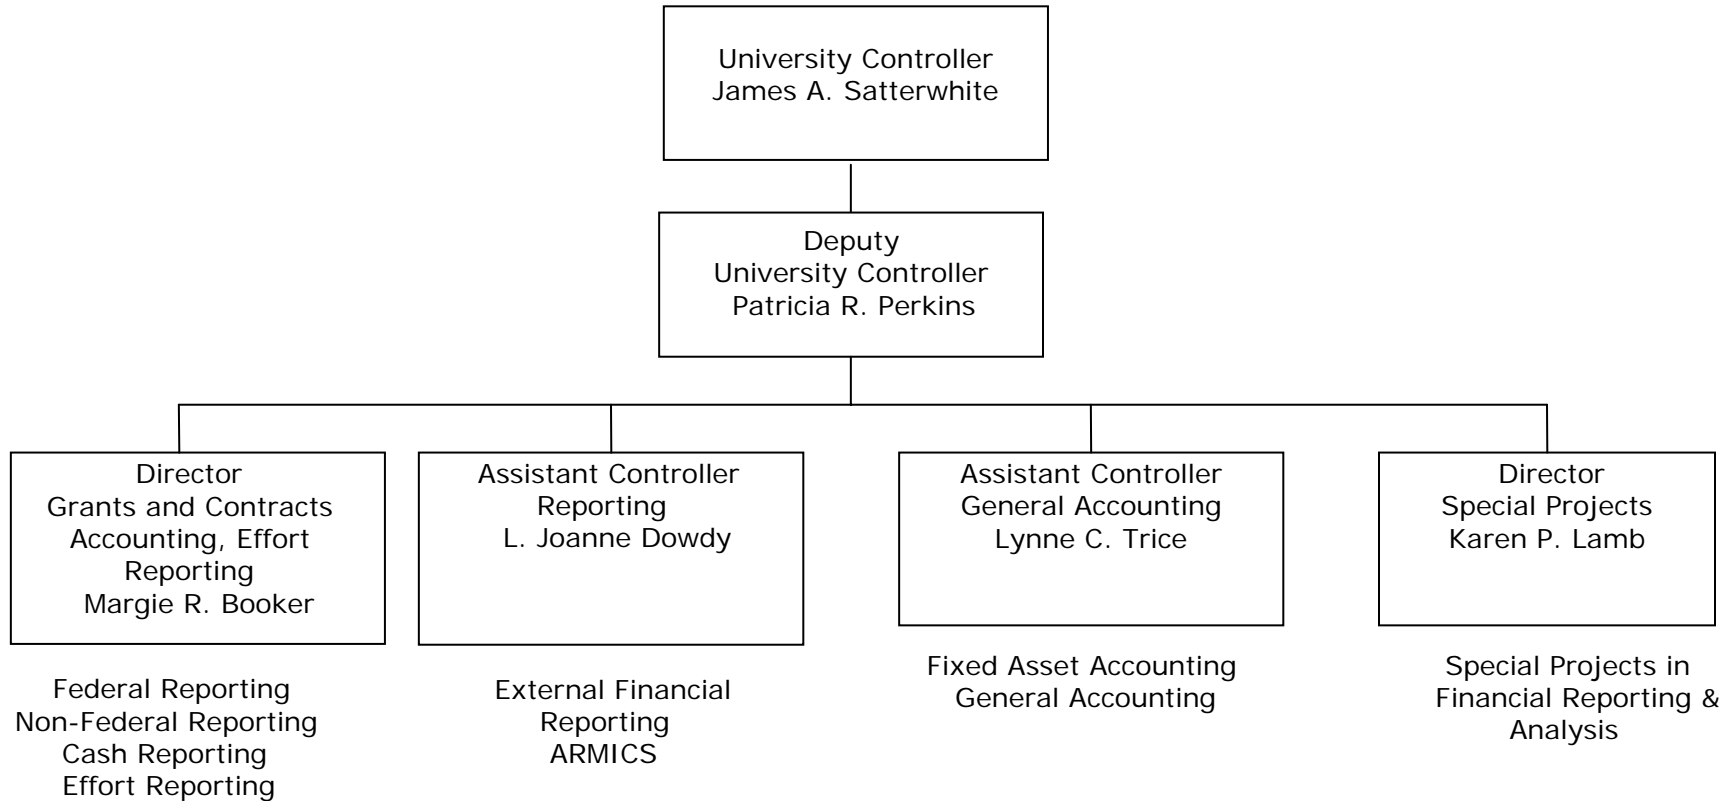 University Controller
James A. Satterwhite
Deputy
University Controller
Patricia R. Perkins
Director
Grants and Contracts
Accounting, Effort
Reporting
Margie R. Booker
Assistant Controller
Reporting
L. Joanne Dowdy
Assistant Controller
General Accounting
Lynne C. Trice
Director
Special Projects
Karen P. Lamb
Federal Reporting
Non-Federal Reporting
Cash Reporting
Effort Reporting
External Financial
Reporting
ARMICS
Fixed Asset Accounting
General Accounting
Special Projects in
Financial Reporting &
Analysis